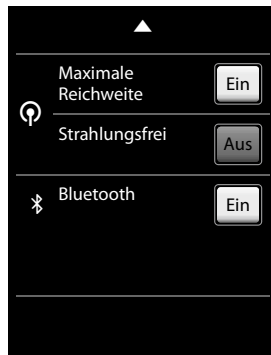 Maximale
Reichweite
Ein
Strahlungsfrei
Aus
Bluetooth
Ein